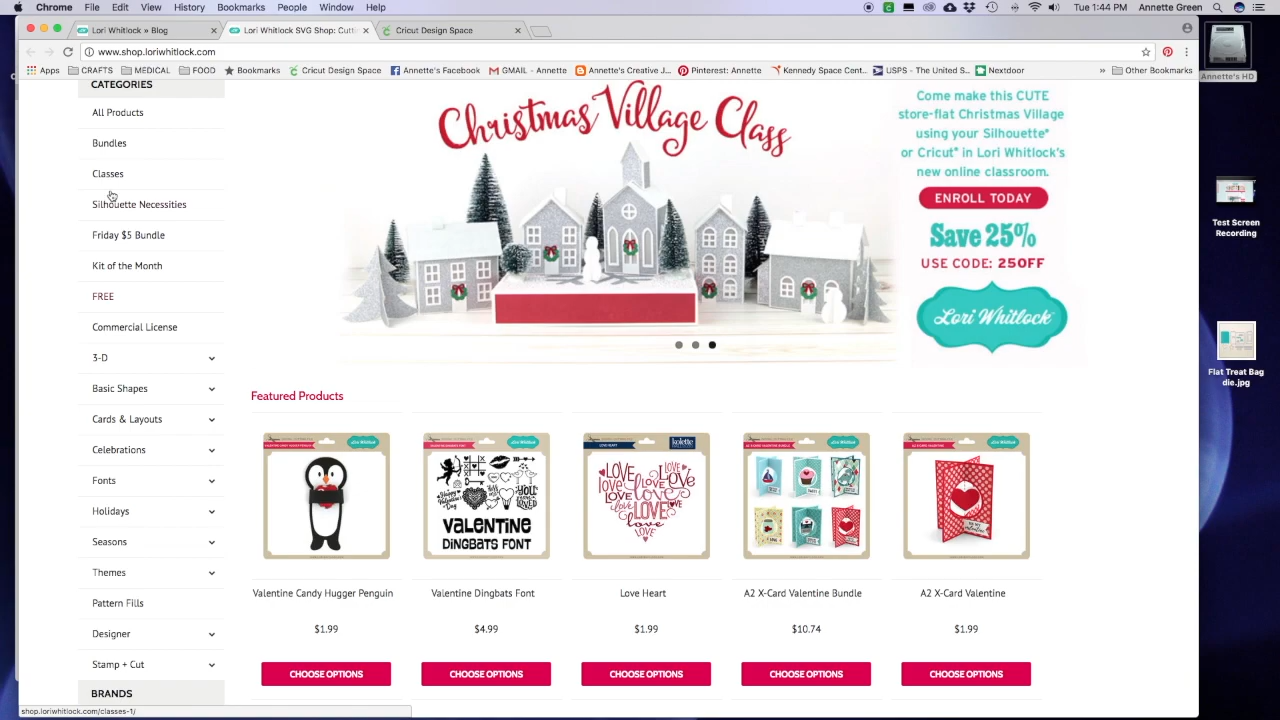 Chrome File Edit View History Bookmarks People Window Help
Tue 1:44 PM Annette Green
Lori Whitlock » Blog
Lori Whitlock SVG Shop: Cutt
Cricut Design Space
www.shop.loriwhitlock.com
Apps CRAFTS MEDICAL FOOD Bookmarks Cricut Design Space Annette's Facebook GMAIL - Annette Annette's Creative J... Pinterest: Annette Kennedy Space Cent... USPS - The United S... Nextdoor » Other Bookmarks
Annette's HD
Test Screen
Recording
Flat Treat Bag
die.jpg
CATEGORIES
All Products
Bundles
Classes
Silhouette Necessities
Friday $5 Bundle
Kit of the Month
FREE
Commercial License
3-D
Basic Shapes
Cards & Layouts
Celebrations
Fonts
Holidays
Seasons
Themes
Pattern Fills
Designer
Stamp + Cut
BRANDS
Christmas Village Class
Come make this CUTE
store-flat Christmas Village
using your Silhouette®
or Cricut® in Lori Whitlock's
new online classroom.
ENROLL TODAY
Save 25%
USE CODE: 25OFF
Lori Whitlock
Featured Products
VALENTINE
DINGBATS FONT
LOVE
Valentine Candy Hugger Penguin
Valentine Dingbats Font
Love Heart
A2 X-Card Valentine Bundle
A2 X-Card Valentine
$1.99
$4.99
$1.99
$10.74
$1.99
CHOOSE OPTIONS
CHOOSE OPTIONS
CHOOSE OPTIONS
CHOOSE OPTIONS
CHOOSE OPTIONS
shop.loriwhitlock.com/classes-1/